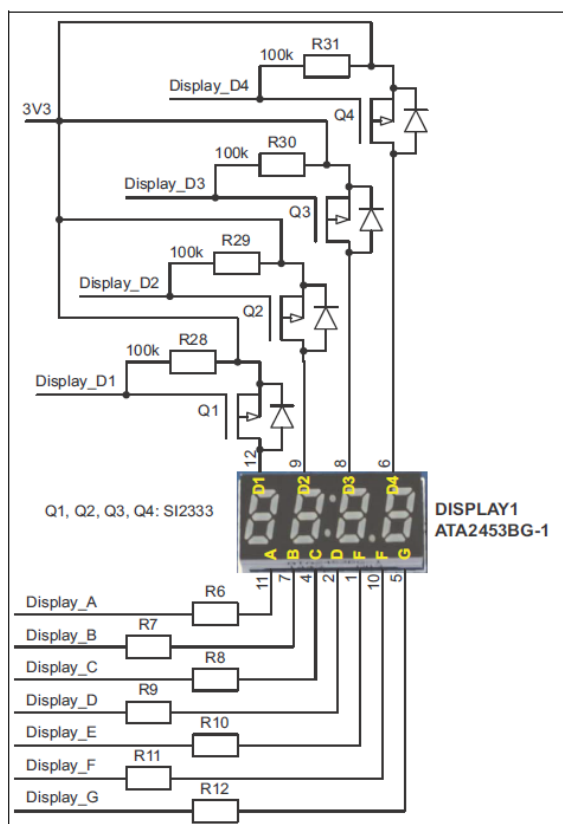 R31
100k
Display_D4
Q4
3V3
R30
100k
Display_D3
Q3
R29
100k
Display_D2
Q2
R28
100k
Display_D1
Q1
12 9 8 6
D1 D2 D3 D4
Q1, Q2, Q3, Q4: SI2333
DISPLAY1
ATA2453BG-1
A B C D F F G
11 7 4 2 1 10 5
Display_A
R6
Display_B
R7
Display_C
R8
Display_D
R9
Display_E
R10
Display_F
R11
Display_G
R12